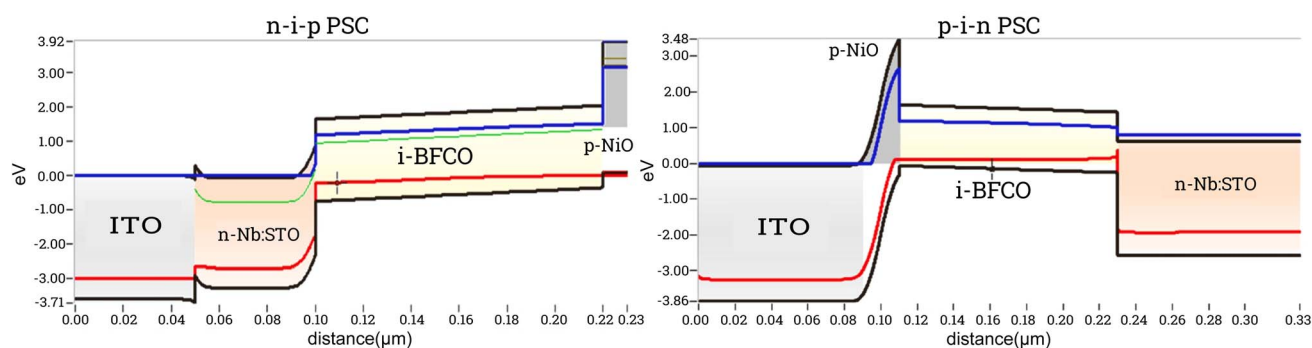 n-i-p PSC
3.92
3.00
2.00
1.00
0.00
-1.00
-2.00
-3.00
-3.71
eV
ITO
n-Nb:STO
i-BFCO
p-NiO
0.00 0.02 0.04 0.06 0.08 0.10 0.12 0.14 0.16 0.18 0.20 0.22 0.23
distance(µm)
p-i-n PSC
3.48
2.00
1.00
0.00
-1.00
-2.00
-3.00
-3.86
eV
p-NiO
ITO
i-BFCO
n-Nb:STO
0.00 0.02 0.04 0.06 0.08 0.10 0.12 0.14 0.16 0.18 0.20 0.22 0.24 0.26 0.28 0.30 0.33
distance(µm)